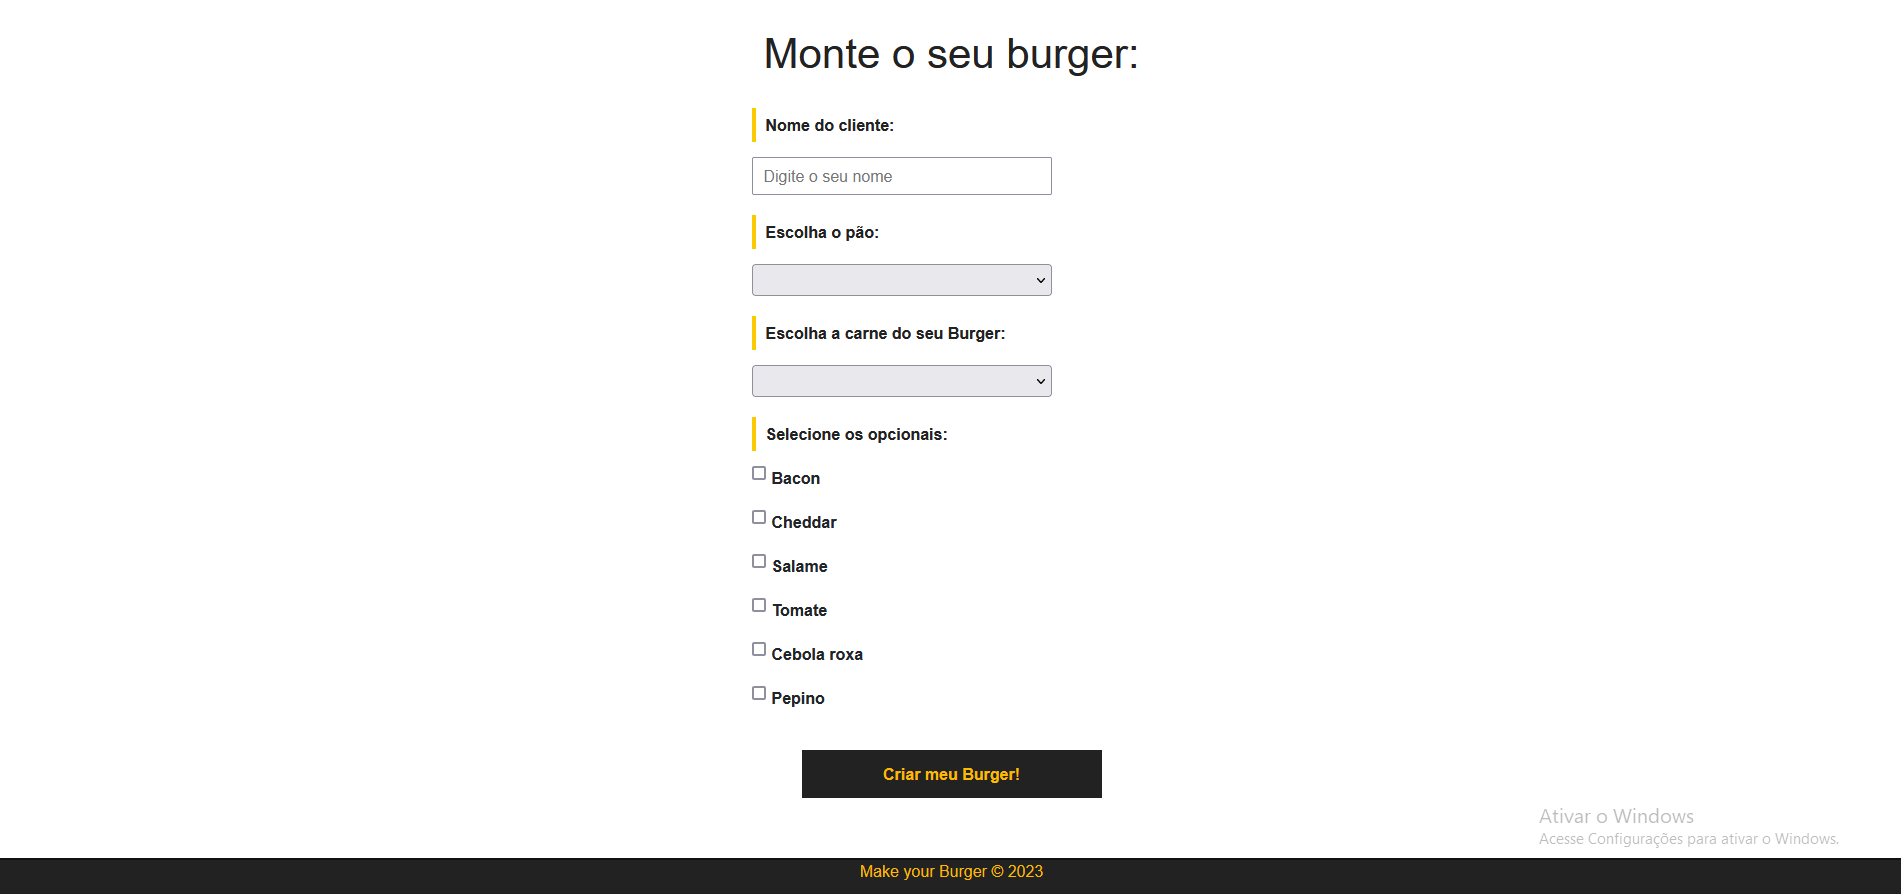 Monte o seu burger:
Nome do cliente:
Digite o seu nome
Escolha o pão:
Escolha a carne do seu Burger:
Selecione os opcionais:
Bacon
Cheddar
Salame
Tomate
Cebola roxa
Pepino
Criar meu Burger!
Ativar o Windows
Acesse Configurações para ativar o Windows.
Make your Burger © 2023